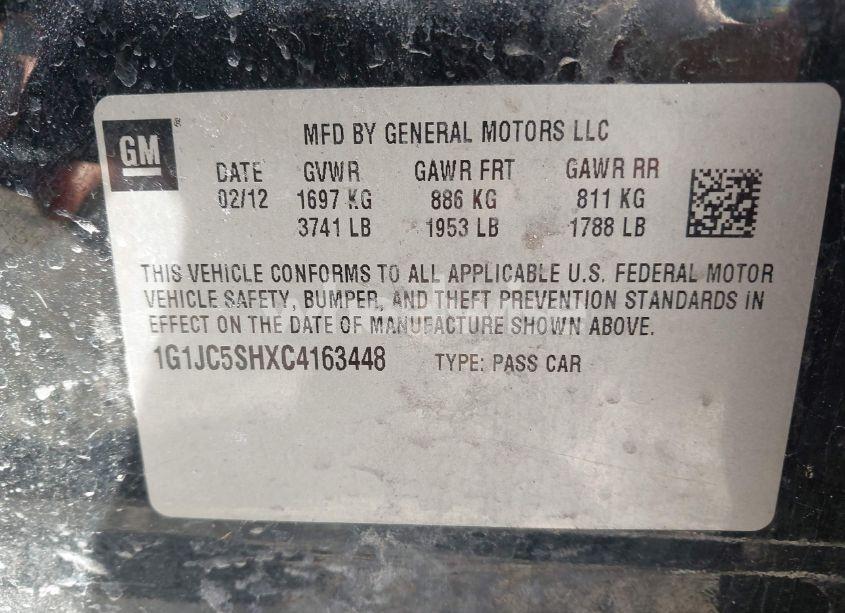 GM
MFD BY GENERAL MOTORS LLC
DATE GVWR GAWR FRT GAWR RR
02/12 1697 KG 886 KG 811 KG
3741 LB 1953 LB 1788 LB
THIS VEHICLE CONFORMS TO ALL APPLICABLE U.S. FEDERAL MOTOR
VEHICLE SAFETY, BUMPER, AND THEFT PREVENTION STANDARDS IN
EFFECT ON THE DATE OF MANUFACTURE SHOWN ABOVE.
1G1JC5SHXC4163448 TYPE: PASS CAR